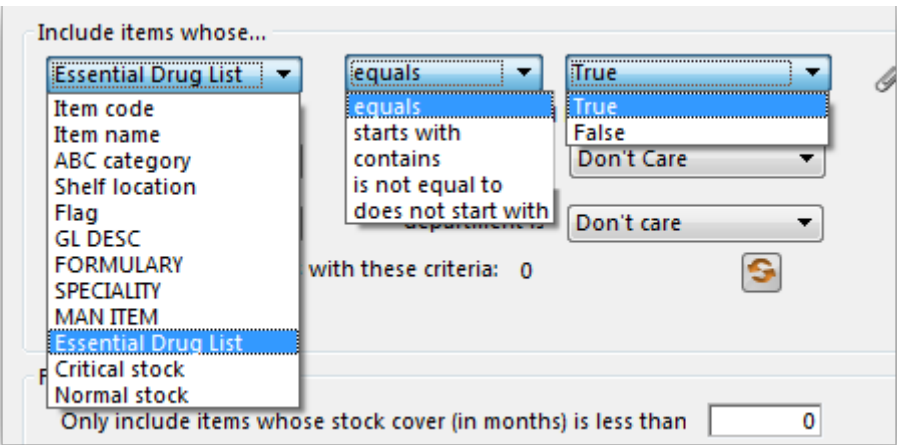 Include items whose...
Essential Drug List equals True
Item code
Item name
ABC category
Shelf location
Flag
GL DESC
FORMULARY
SPECIALITY
MAN ITEM
Essential Drug List
Critical stock
Normal stock
equals
starts with
contains
is not equal to
does not start with
True
False
Don't Care
department is Don't care
with these criteria: 0
Only include items whose stock cover (in months) is less than 0